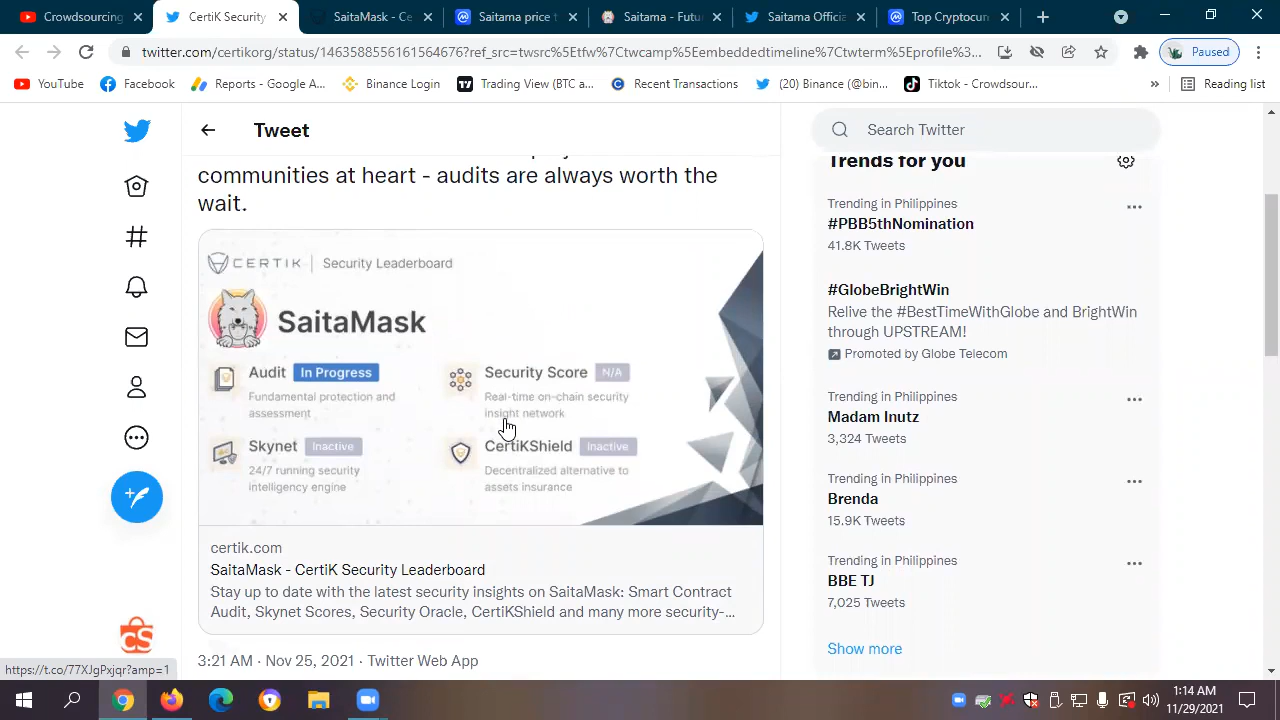 Crowdsourcing
CertiK Security
SaitaMask - Ce
Saitama price t
Saitama - Futu
Saitama Officia
Top Cryptocurr
twitter.com/certikorg/status/1463588556161564676?ref_src=twsrc%5Etfw%7Ctwcamp%5Eembeddedtimeline%7Ctwterm%5Eprofile%3...
Paused
YouTube
Facebook
Reports - Google A...
Binance Login
Trading View (BTC a...
Recent Transactions
(20) Binance (@bin...
Tiktok - Crowdsour...
»
Reading list
Tweet
communities at heart - audits are always worth the
wait.
CERTIK | Security Leaderboard
SaitaMask
Audit In Progress
Fundamental protection and
assessment
Security Score N/A
Real-time on-chain security
insight network
Skynet Inactive
24/7 running security
intelligence engine
CertiKShield Inactive
Decentralized alternative to
assets insurance
certik.com
SaitaMask - CertiK Security Leaderboard
Stay up to date with the latest security insights on SaitaMask: Smart Contract
Audit, Skynet Scores, Security Oracle, CertiKShield and many more security-...
3:21 AM · Nov 25, 2021 · Twitter Web App
Search Twitter
Trends for you
Trending in Philippines
#PBB5thNomination
41.8K Tweets
#GlobeBrightWin
Relive the #BestTimeWithGlobe and BrightWin
through UPSTREAM!
Promoted by Globe Telecom
Trending in Philippines
Madam Inutz
3,324 Tweets
Trending in Philippines
Brenda
15.9K Tweets
Trending in Philippines
BBE TJ
7,025 Tweets
Show more
cs
https://t.co/77XJgPxjqr?amp=1
1:14 AM
11/29/2021